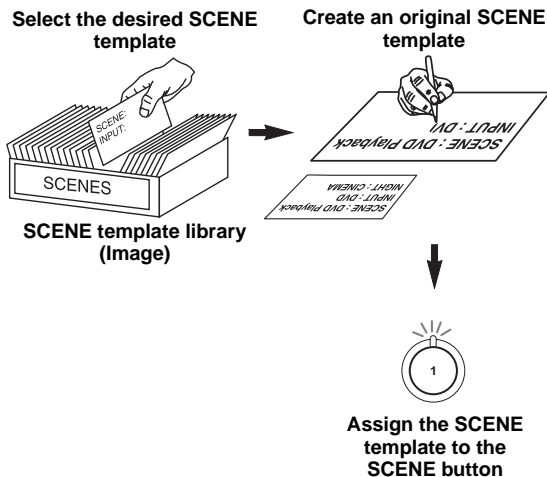 Select the desired SCENE
template
Create an original SCENE
template
SCENE:
INPUT:
SCENES
SCENE template library
(Image)
SCENE : DVD Playback
INPUT : DVI
SCENE : DVD Playback
INPUT : DVD
NIGHT : CINEMA
1
Assign the SCENE
template to the
SCENE button